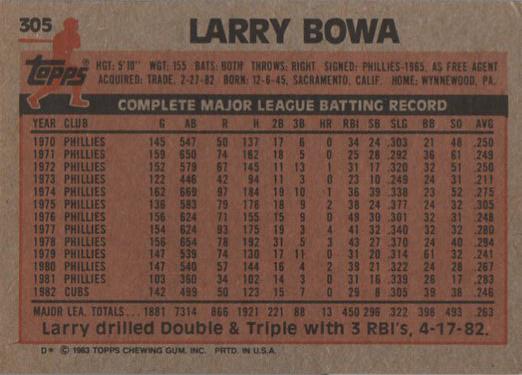 305
LARRY BOWA
Topps®
HGT: 5'10" WGT: 155 BATS: BOTH THROWS: RIGHT SIGNED: PHILLIES-1965, AS FREE AGENT
ACQUIRED: TRADE, 2-27-82 BORN: 12-6-45, SACRAMENTO, CALIF. HOME: WYNNEWOOD, PA.
COMPLETE MAJOR LEAGUE BATTING RECORD
YEAR CLUB G AB R H 2B 3B HR RBI SB SLG BB SO AVG
1970 PHILLIES 145 547 50 137 17 6 0 34 24 .303 21 48 .250
1971 PHILLIES 159 650 74 162 18 5 0 25 28 .292 36 61 .249
1972 PHILLIES 152 579 67 145 11 13 1 31 17 .320 32 51 .250
1973 PHILLIES 122 446 42 94 11 3 0 23 10 .249 24 31 .211
1974 PHILLIES 162 669 97 184 19 10 1 36 39 .338 23 52 .275
1975 PHILLIES 136 583 79 178 18 9 2 38 24 .377 24 32 .305
1976 PHILLIES 156 624 71 155 15 9 0 49 30 .301 32 31 .248
1977 PHILLIES 154 624 93 175 19 3 4 41 32 .340 32 32 .280
1978 PHILLIES 156 654 78 192 31 5 3 43 27 .370 24 40 .294
1979 PHILLIES 147 539 74 130 17 11 0 31 20 .314 61 32 .241
1980 PHILLIES 147 540 57 144 16 4 2 39 21 .322 24 28 .267
1981 PHILLIES 103 360 34 102 14 3 0 31 16 .339 26 17 .283
1982 CUBS 142 499 50 123 15 7 0 29 8 .305 39 38 .246
MAJOR LEA. TOTALS... 1881 7314 866 1921 221 88 13 450 296 .322 398 493 .263
Larry drilled Double & Triple with 3 RBI's, 4-17-82.
D* © 1983 TOPPS CHEWING GUM, INC. PRTD. IN U.S.A.